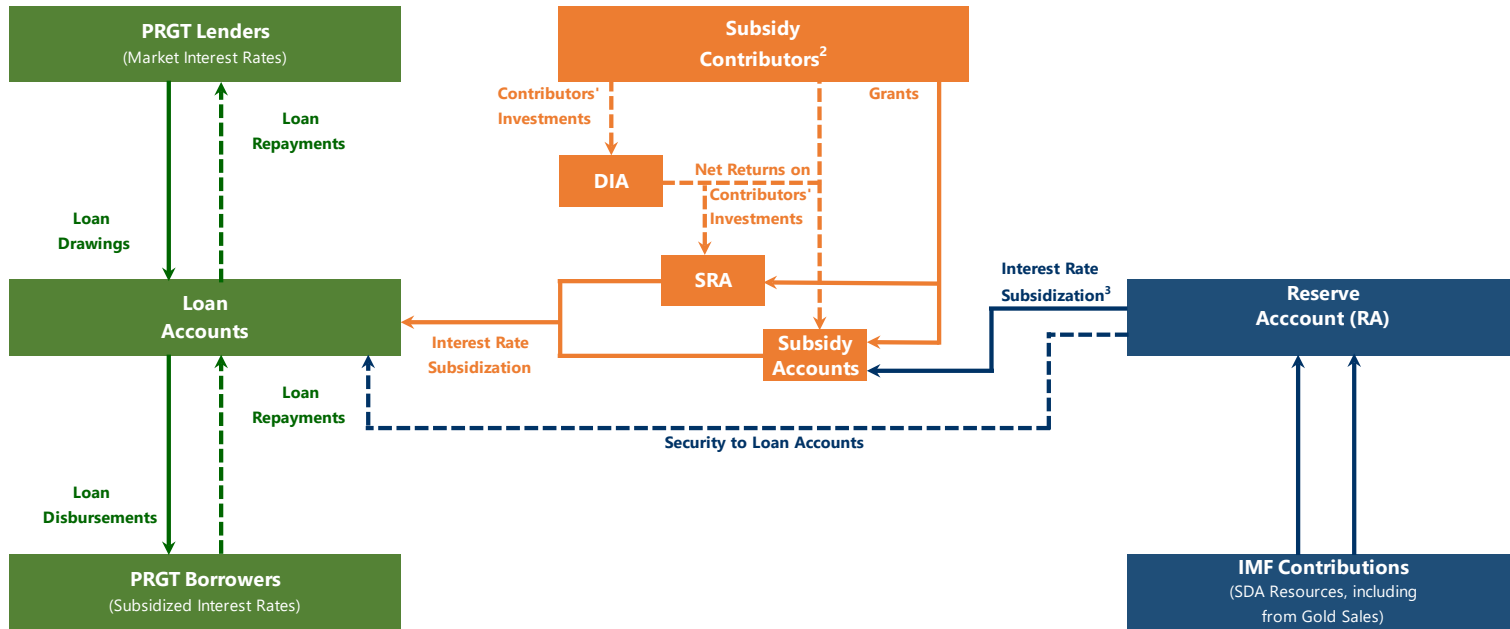 PRGT Lenders
(Market Interest Rates)
Subsidy
Contributors²
Contributors'
Investments
Grants
Loan
Repayments
DIA
Net Returns on
Contributors'
Investments
Loan
Drawings
SRA
Interest Rate
Subsidization³
Loan
Accounts
Reserve
Acccount (RA)
Interest Rate
Subsidization
Subsidy
Accounts
Loan
Repayments
Security to Loan Accounts
Loan
Disbursements
PRGT Borrowers
(Subsidized Interest Rates)
IMF Contributions
(SDA Resources, including
from Gold Sales)